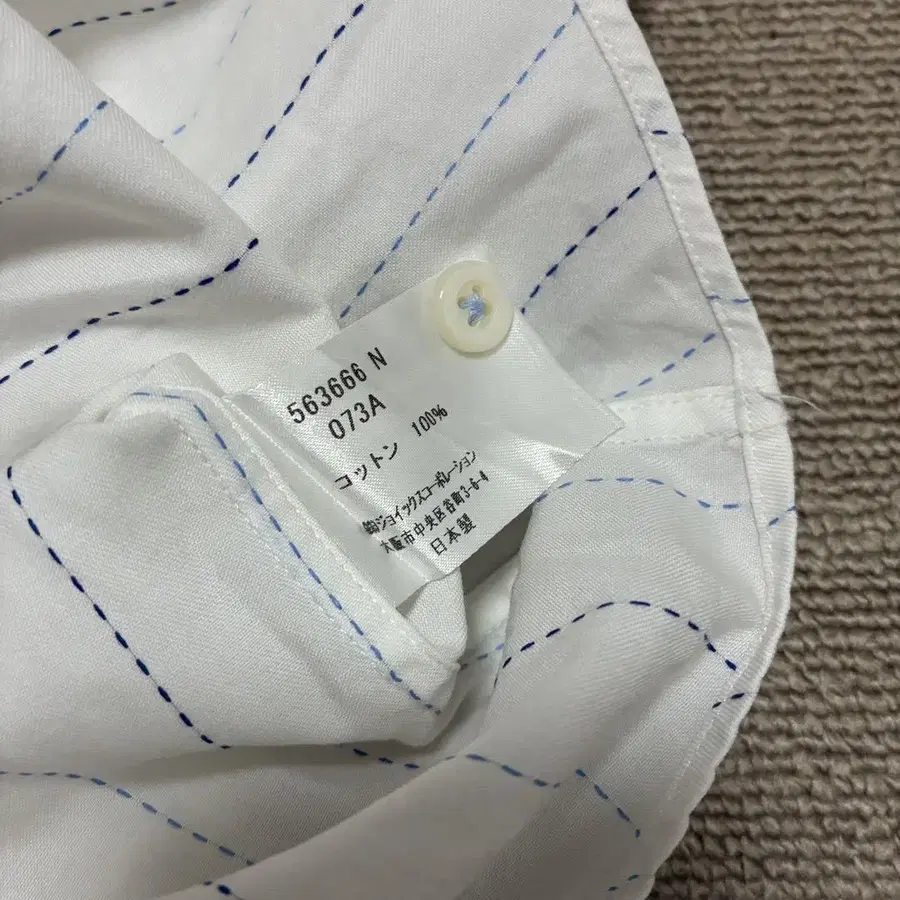 563666 N
073A
コットン 100%
㈱ジョイックスコーポレーション
大阪市中央区谷町3-6-4
日本製